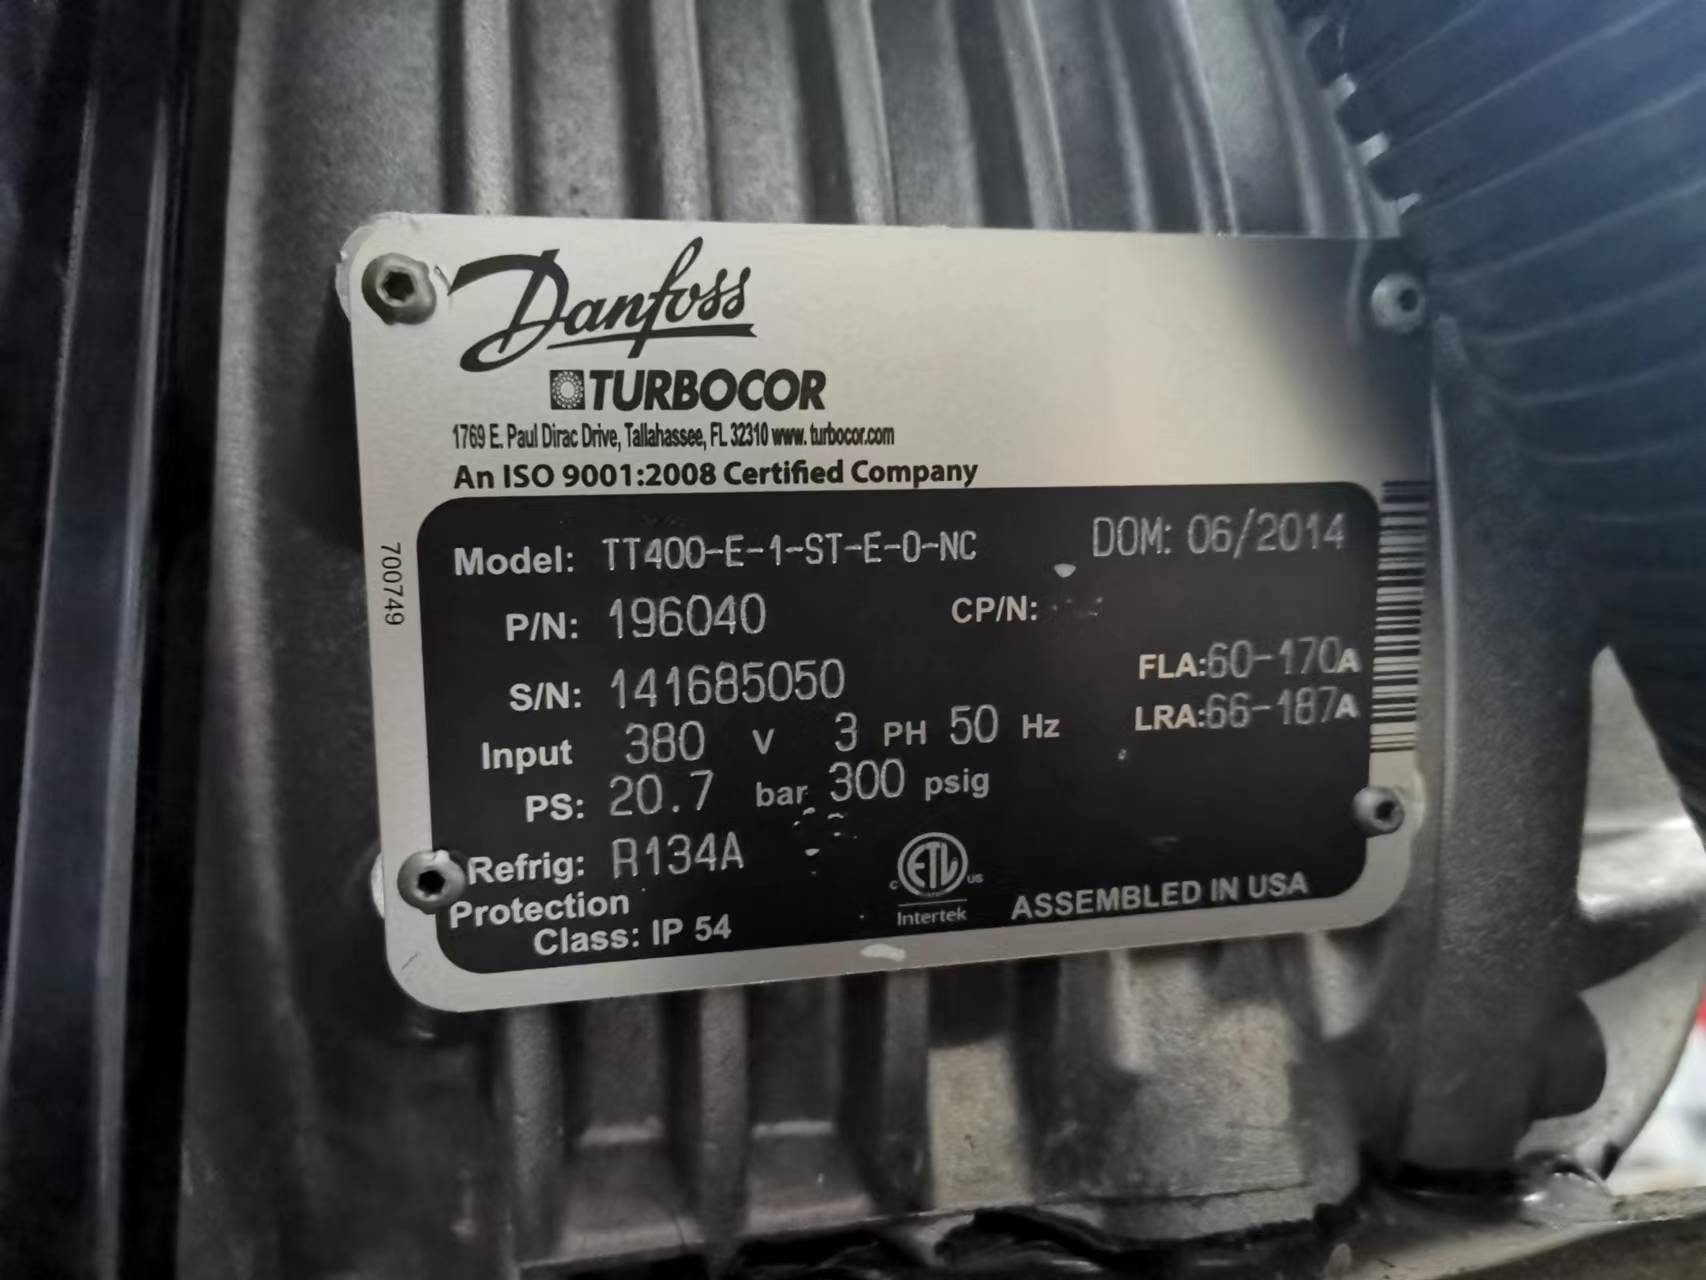 Danfoss
TURBOCOR
1769 E. Paul Dirac Drive, Tallahassee, FL 32310 www. turbocor.com
An ISO 9001:2008 Certified Company
700749
Model: TT400-E-1-ST-E-0-NC DOM: 06/2014
P/N: 196040 CP/N:
S/N: 141685050 FLA:60-170A
Input 380 V 3 PH 50 Hz LRA:66-187A
PS: 20.7 bar 300 psig
Refrig: R134A
Protection
Class: IP 54
C ETL US
Intertek
ASSEMBLED IN USA